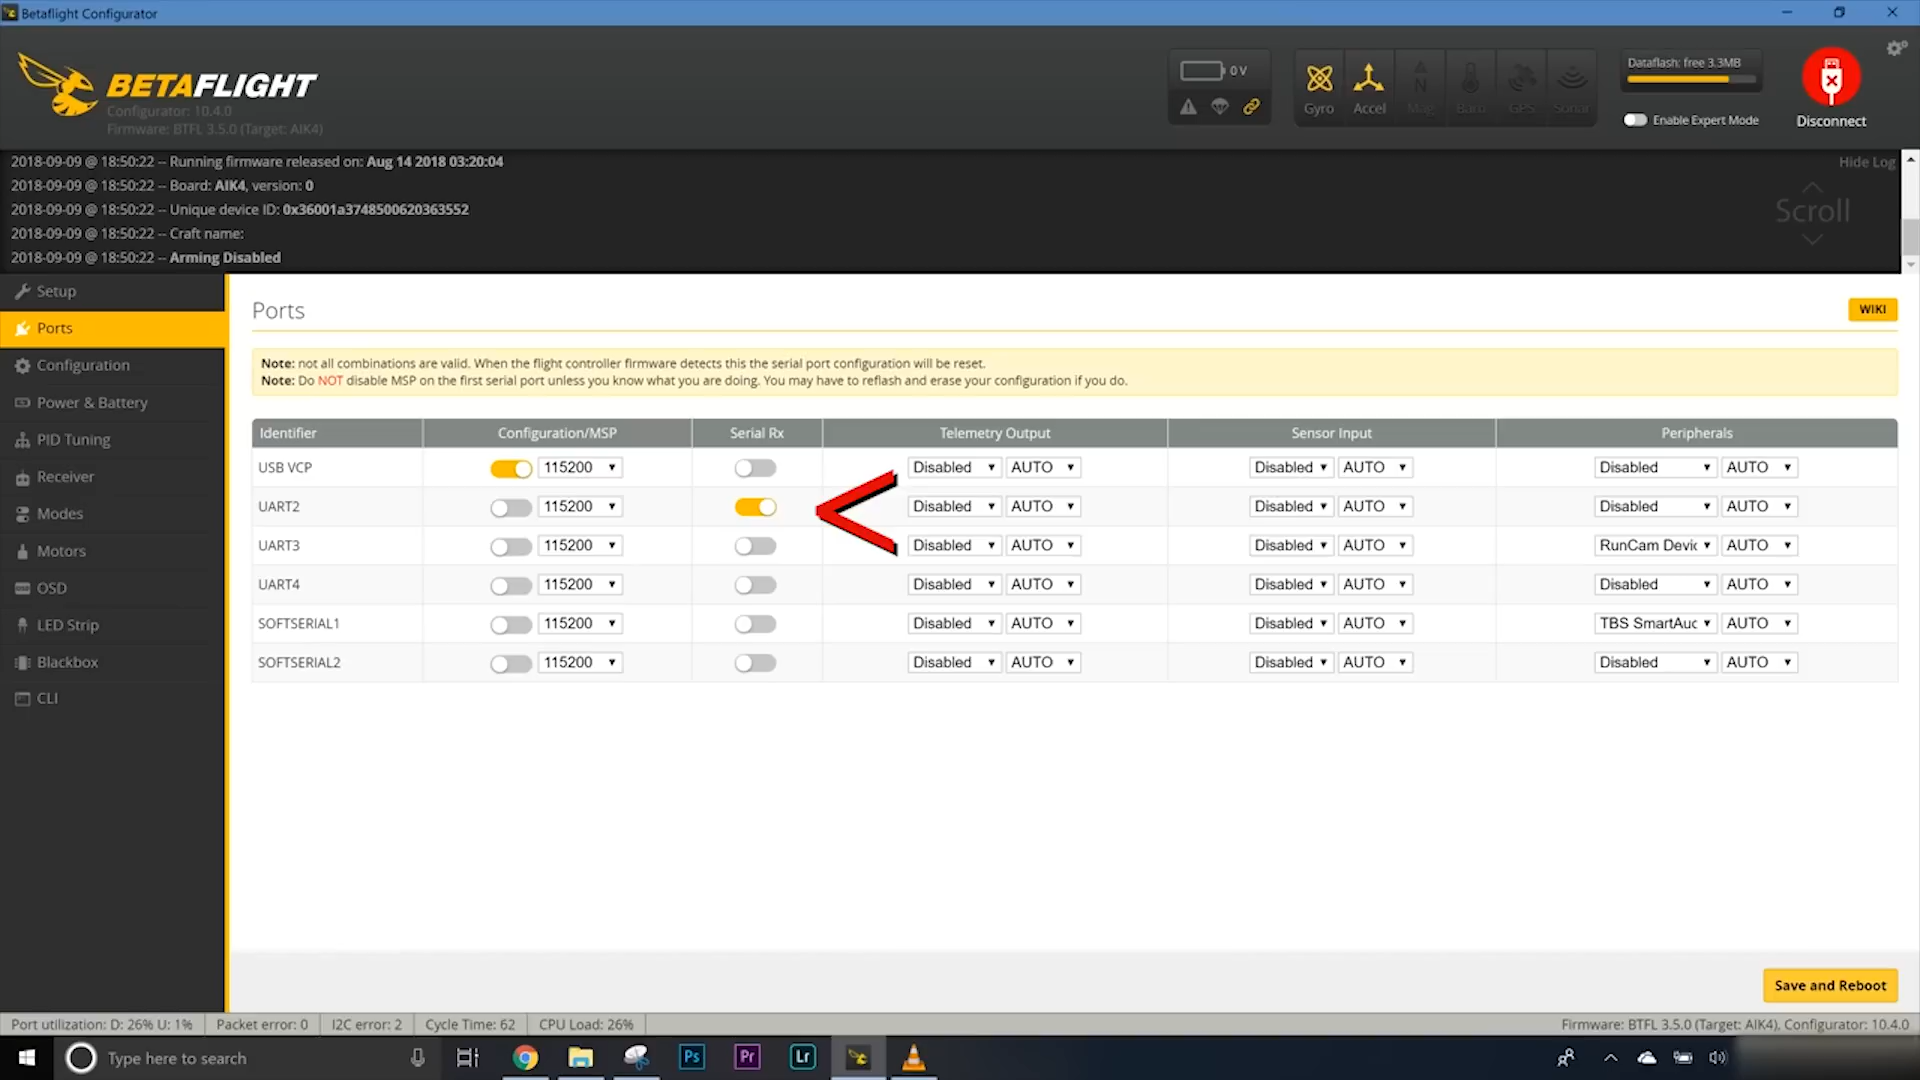 Betaflight Configurator
BETAFLIGHT
Configurator: 10.4.0
Firmware: BTFL 3.5.0 (Target: AIK4)
0 V
Gyro
Accel
Mag
Baro
GPS
Sonar
Dataflash: free 3.3MB
Enable Expert Mode
Disconnect
2018-09-09 @ 18:50:22 -- Running firmware released on: Aug 14 2018 03:20:04
2018-09-09 @ 18:50:22 -- Board: AIK4, version: 0
2018-09-09 @ 18:50:22 -- Unique device ID: 0x36001a3748500620363552
2018-09-09 @ 18:50:22 -- Craft name:
2018-09-09 @ 18:50:22 -- Arming Disabled
Hide Log
Scroll
Setup
Ports
Configuration
Power & Battery
PID Tuning
Receiver
Modes
Motors
OSD
LED Strip
Blackbox
CLI
Ports
WIKI
Note: not all combinations are valid. When the flight controller firmware detects this the serial port configuration will be reset.
Note: Do NOT disable MSP on the first serial port unless you know what you are doing. You may have to reflash and erase your configuration if you do.
Identifier Configuration/MSP Serial Rx Telemetry Output Sensor Input Peripherals
USB VCP 115200 Disabled AUTO Disabled AUTO Disabled AUTO
UART2 115200 Disabled AUTO Disabled AUTO Disabled AUTO
UART3 115200 Disabled AUTO Disabled AUTO RunCam Devic AUTO
UART4 115200 Disabled AUTO Disabled AUTO Disabled AUTO
SOFTSERIAL1 115200 Disabled AUTO Disabled AUTO TBS SmartAuc AUTO
SOFTSERIAL2 115200 Disabled AUTO Disabled AUTO Disabled AUTO
Save and Reboot
Port utilization: D: 26% U: 1% Packet error: 0 I2C error: 2 Cycle Time: 62 CPU Load: 26% Firmware: BTFL 3.5.0 (Target: AIK4), Configurator: 10.4.0
Type here to search
Ps
Pr
Lr